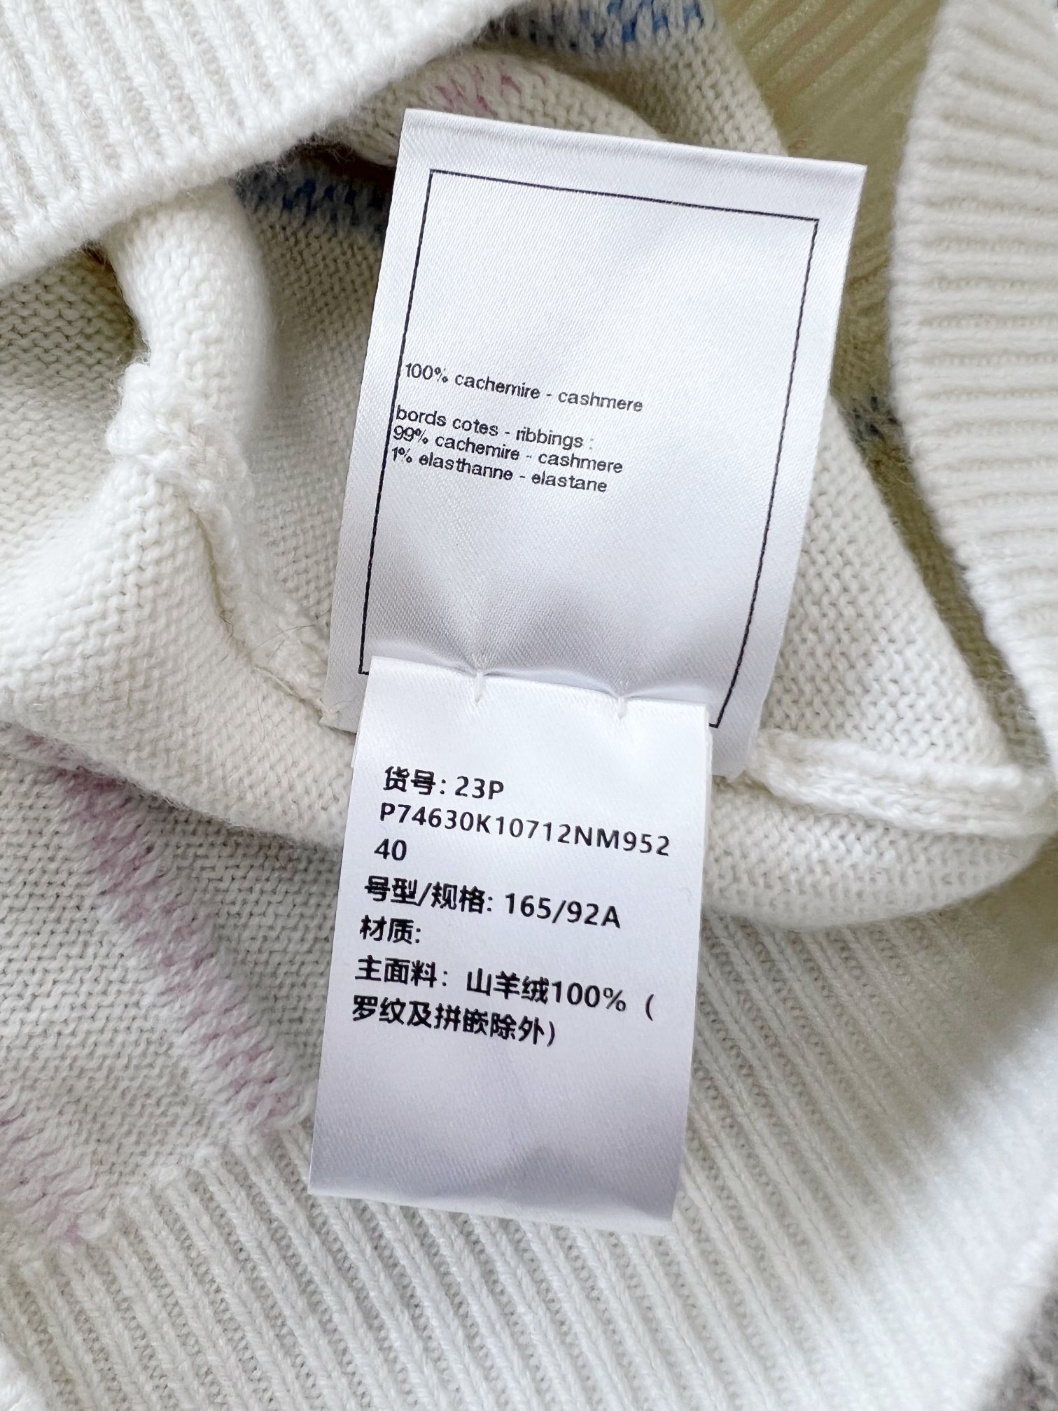 100% cachemire - cashmere
bords cotes - ribbings :
99% cachemire - cashmere
1% elasthanne - elastane
货号: 23P
P74630K10712NM952
40
号型/规格: 165/92A
材质:
主面料: 山羊绒100% (
罗纹及拼嵌除外)